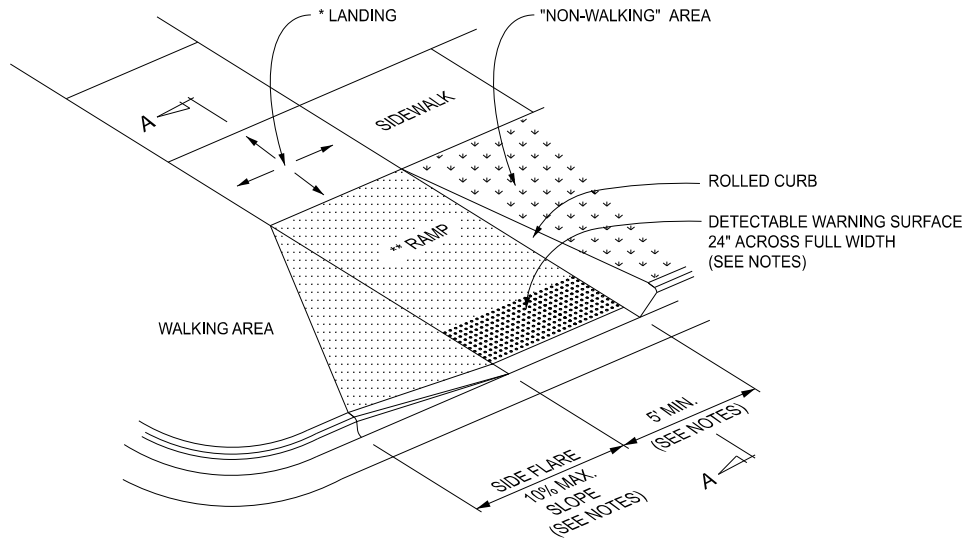 * LANDING
"NON-WALKING" AREA
A
SIDEWALK
ROLLED CURB
DETECTABLE WARNING SURFACE
24" ACROSS FULL WIDTH
(SEE NOTES)
** RAMP
WALKING AREA
5' MIN.
(SEE NOTES)
SIDE FLARE
10% MAX.
SLOPE
(SEE NOTES)
A